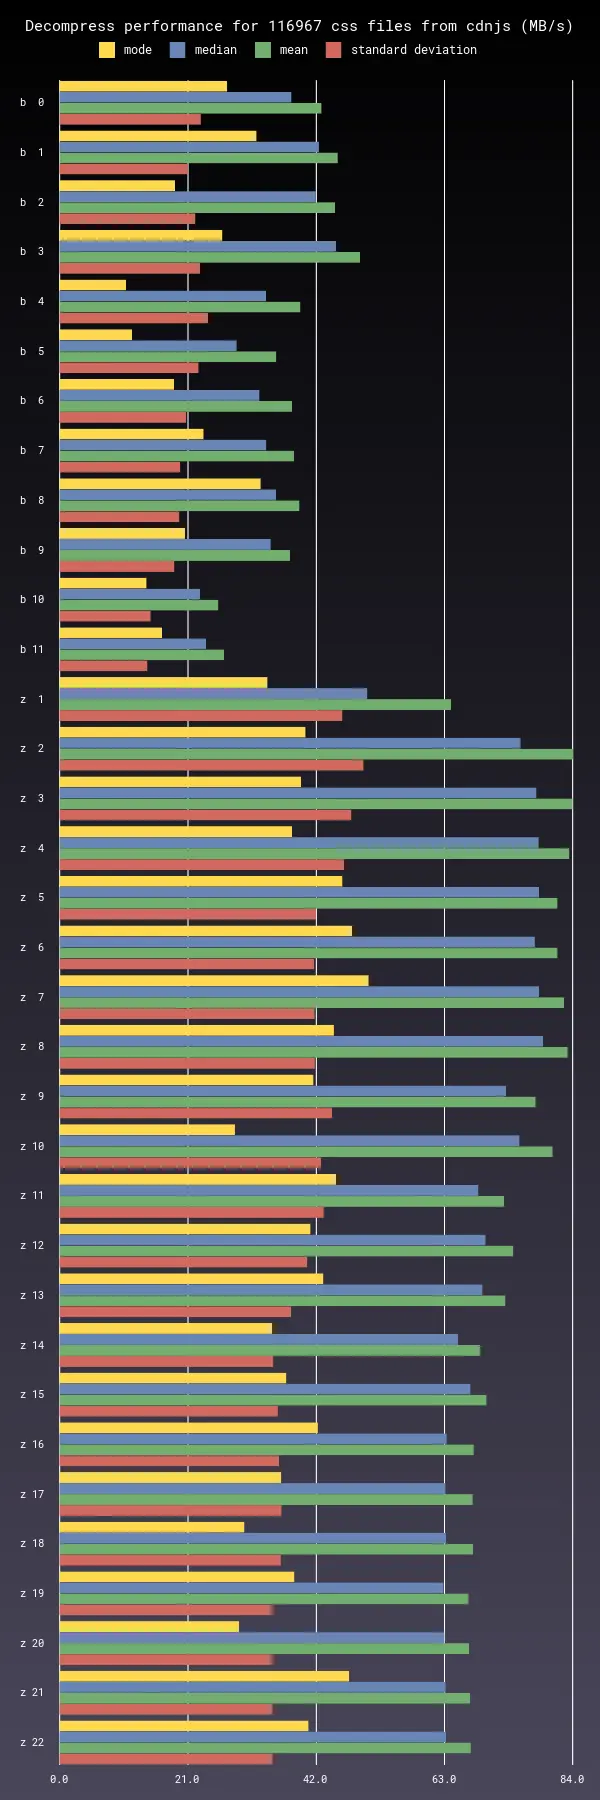 Decompress performance for 116967 css files from cdnjs (MB/s)
mode median mean standard deviation
b 0
b 1
b 2
b 3
b 4
b 5
b 6
b 7
b 8
b 9
b 10
b 11
z 1
z 2
z 3
z 4
z 5
z 6
z 7
z 8
z 9
z 10
z 11
z 12
z 13
z 14
z 15
z 16
z 17
z 18
z 19
z 20
z 21
z 22
0.0 21.0 42.0 63.0 84.0